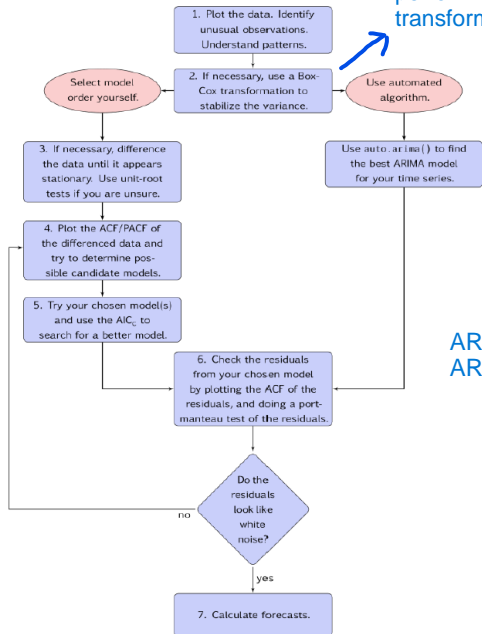 transform
1. Plot the data. Identify
unusual observations.
Understand patterns.
Select model
order yourself.
2. If necessary, use a Box-
Cox transformation to
stabilize the variance.
Use automated
algorithm.
3. If necessary, difference
the data until it appears
stationary. Use unit-root
tests if you are unsure.
Use auto.arima() to find
the best ARIMA model
for your time series.
4. Plot the ACF/PACF of
the differenced data and
try to determine pos-
sible candidate models.
5. Try your chosen model(s)
and use the AICc to
search for a better model.
AR
AR
6. Check the residuals
from your chosen model
by plotting the ACF of the
residuals, and doing a port-
manteau test of the residuals.
Do the
residuals
look like
white
noise?
no
yes
7. Calculate forecasts.